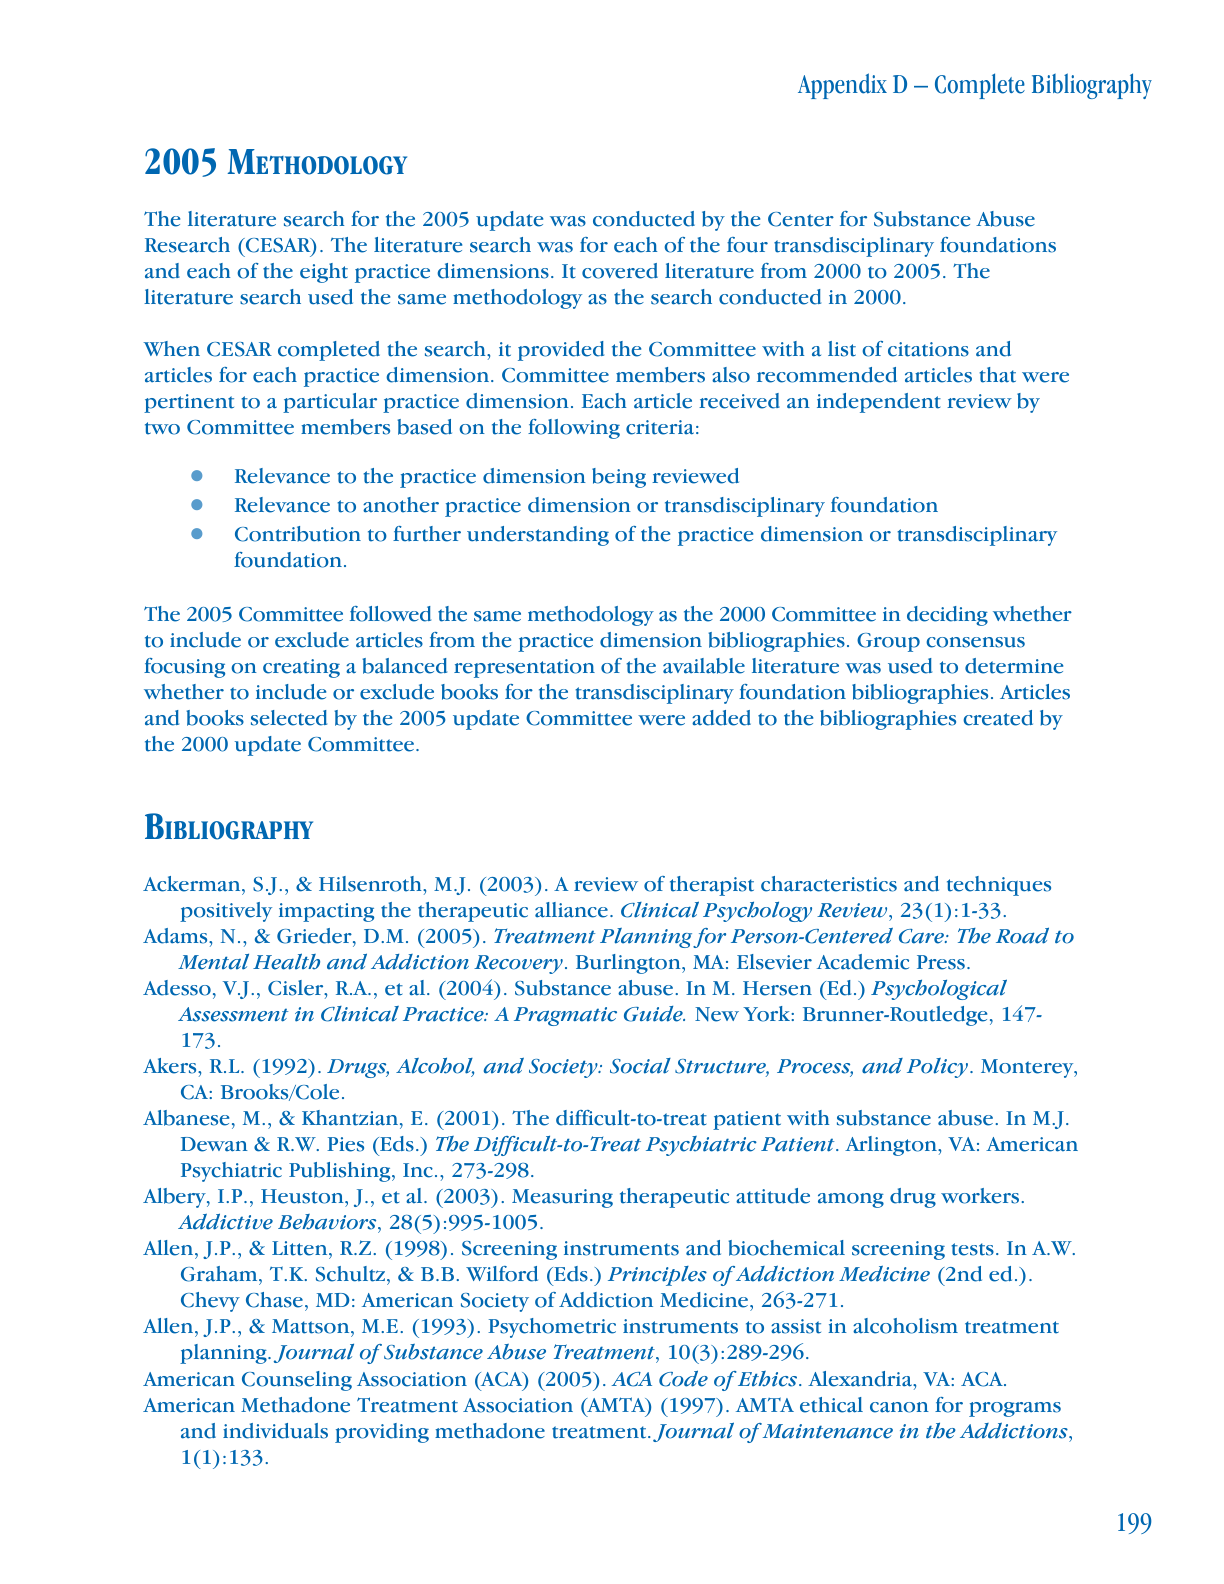 Appendix D – Complete Bibliography
2005 Methodology
The literature search for the 2005 update was conducted by the Center for Substance Abuse
Research (CESAR). The literature search was for each of the four transdisciplinary foundations
and each of the eight practice dimensions. It covered literature from 2000 to 2005. The
literature search used the same methodology as the search conducted in 2000.
When CESAR completed the search, it provided the Committee with a list of citations and
articles for each practice dimension. Committee members also recommended articles that were
pertinent to a particular practice dimension. Each article received an independent review by
two Committee members based on the following criteria:
● Relevance to the practice dimension being reviewed
● Relevance to another practice dimension or transdisciplinary foundation
● Contribution to further understanding of the practice dimension or transdisciplinary
foundation.
The 2005 Committee followed the same methodology as the 2000 Committee in deciding whether
to include or exclude articles from the practice dimension bibliographies. Group consensus
focusing on creating a balanced representation of the available literature was used to determine
whether to include or exclude books for the transdisciplinary foundation bibliographies. Articles
and books selected by the 2005 update Committee were added to the bibliographies created by
the 2000 update Committee.
Bibliography
Ackerman, S.J., & Hilsenroth, M.J. (2003). A review of therapist characteristics and techniques
positively impacting the therapeutic alliance. Clinical Psychology Review, 23(1):1-33.
Adams, N., & Grieder, D.M. (2005). Treatment Planning for Person-Centered Care: The Road to
Mental Health and Addiction Recovery. Burlington, MA: Elsevier Academic Press.
Adesso, V.J., Cisler, R.A., et al. (2004). Substance abuse. In M. Hersen (Ed.) Psychological
Assessment in Clinical Practice: A Pragmatic Guide. New York: Brunner-Routledge, 147-
173.
Akers, R.L. (1992). Drugs, Alcohol, and Society: Social Structure, Process, and Policy. Monterey,
CA: Brooks/Cole.
Albanese, M., & Khantzian, E. (2001). The difficult-to-treat patient with substance abuse. In M.J.
Dewan & R.W. Pies (Eds.) The Difficult-to-Treat Psychiatric Patient. Arlington, VA: American
Psychiatric Publishing, Inc., 273-298.
Albery, I.P., Heuston, J., et al. (2003). Measuring therapeutic attitude among drug workers.
Addictive Behaviors, 28(5):995-1005.
Allen, J.P., & Litten, R.Z. (1998). Screening instruments and biochemical screening tests. In A.W.
Graham, T.K. Schultz, & B.B. Wilford (Eds.) Principles of Addiction Medicine (2nd ed.).
Chevy Chase, MD: American Society of Addiction Medicine, 263-271.
Allen, J.P., & Mattson, M.E. (1993). Psychometric instruments to assist in alcoholism treatment
planning. Journal of Substance Abuse Treatment, 10(3):289-296.
American Counseling Association (ACA) (2005). ACA Code of Ethics. Alexandria, VA: ACA.
American Methadone Treatment Association (AMTA) (1997). AMTA ethical canon for programs
and individuals providing methadone treatment. Journal of Maintenance in the Addictions,
1(1):133.
199